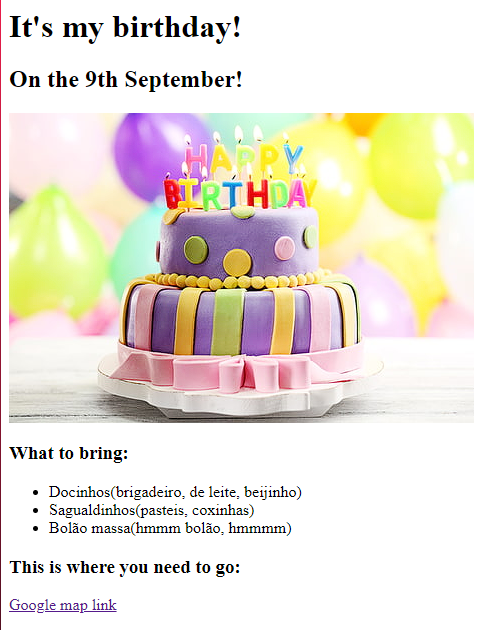 It's my birthday!
On the 9th September!
HAPPY
BIRTHDAY
What to bring:
Docinhos(brigadeiro, de leite, beijinho)
Sagualdinhos(pasteis, coxinhas)
Bolão massa(hmmm bolão, hmmmm)
This is where you need to go:
Google map link